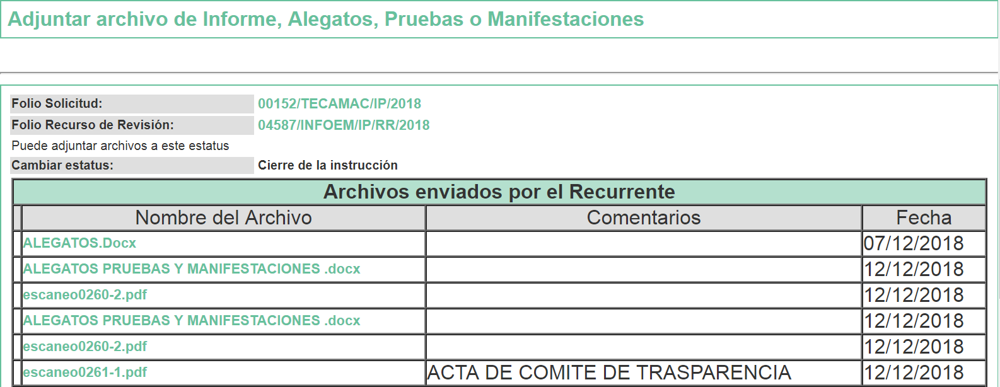 Adjuntar archivo de Informe, Alegatos, Pruebas o Manifestaciones
Folio Solicitud: 00152/TECAMAC/IP/2018
Folio Recurso de Revisión: 04587/INFOEM/IP/RR/2018
Puede adjuntar archivos a este estatus
Cambiar estatus: Cierre de la instrucción
Archivos enviados por el Recurrente
Nombre del Archivo Comentarios Fecha
ALEGATOS.Docx 07/12/2018
ALEGATOS PRUEBAS Y MANIFESTACIONES .docx 12/12/2018
escaneo0260-2.pdf 12/12/2018
ALEGATOS PRUEBAS Y MANIFESTACIONES .docx 12/12/2018
escaneo0260-2.pdf 12/12/2018
escaneo0261-1.pdf ACTA DE COMITE DE TRASPARENCIA 12/12/2018